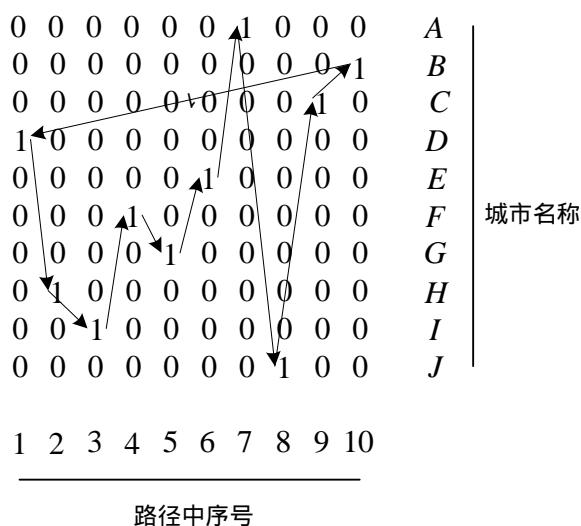 0 0 0 0 0 0 1 0 0 0 A
0 0 0 0 0 0 0 0 0 1 B
0 0 0 0 0 0 0 0 1 0 C
1 0 0 0 0 0 0 0 0 0 D
0 0 0 0 0 1 0 0 0 0 E
0 0 0 1 0 0 0 0 0 0 F
城市名称
0 0 0 0 1 0 0 0 0 0 G
0 1 0 0 0 0 0 0 0 0 H
0 0 1 0 0 0 0 0 0 0 I
0 0 0 0 0 0 0 1 0 0 J
1 2 3 4 5 6 7 8 9 10
路径中序号